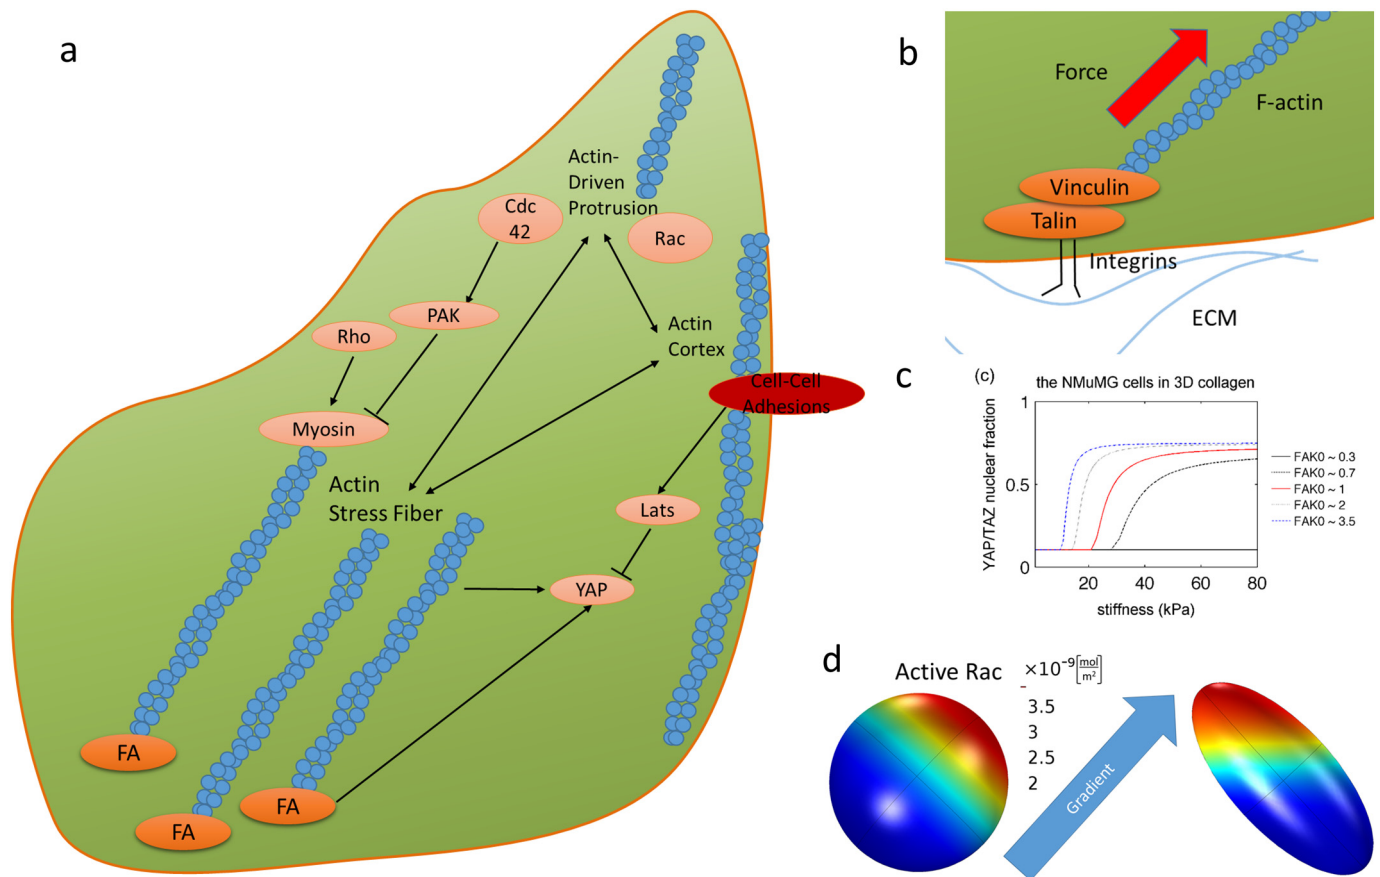 a
Actin-
Driven
Protrusion
Cdc
42
Rac
PAK
Rho
Actin
Cortex
Cell-Cell
Adhesions
Myosin
Actin
Stress Fiber
Lats
YAP
FA
FA
FA
b
Force
F-actin
Vinculin
Talin
Integrins
ECM
c
(c)
the NMuMG cells in 3D collagen
YAP/TAZ nuclear fraction
1
0.5
0
20
40
60
80
stiffness (kPa)
FAK0 ~ 0.3
FAK0 ~ 0.7
FAK0 ~ 1
FAK0 ~ 2
FAK0 ~ 3.5
d
Active Rac
×10⁻⁹[mol/m²]
3.5
3
2.5
2
Gradient